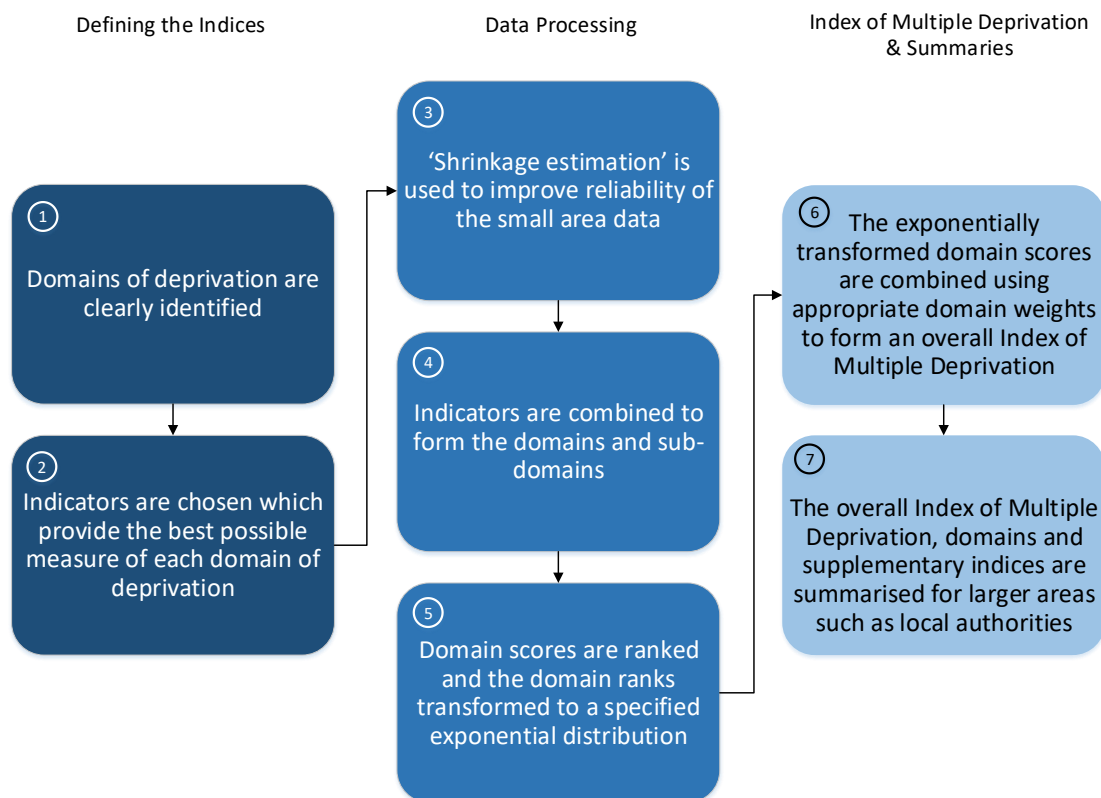 Defining the Indices
Data Processing
Index of Multiple Deprivation
& Summaries
1
Domains of deprivation are
clearly identified
2
Indicators are chosen which
provide the best possible
measure of each domain of
deprivation
3
‘Shrinkage estimation’ is
used to improve reliability of
the small area data
4
Indicators are combined to
form the domains and sub-
domains
5
Domain scores are ranked
and the domain ranks
transformed to a specified
exponential distribution
6
The exponentially
transformed domain scores
are combined using
appropriate domain weights
to form an overall Index of
Multiple Deprivation
7
The overall Index of Multiple
Deprivation, domains and
supplementary indices are
summarised for larger areas
such as local authorities